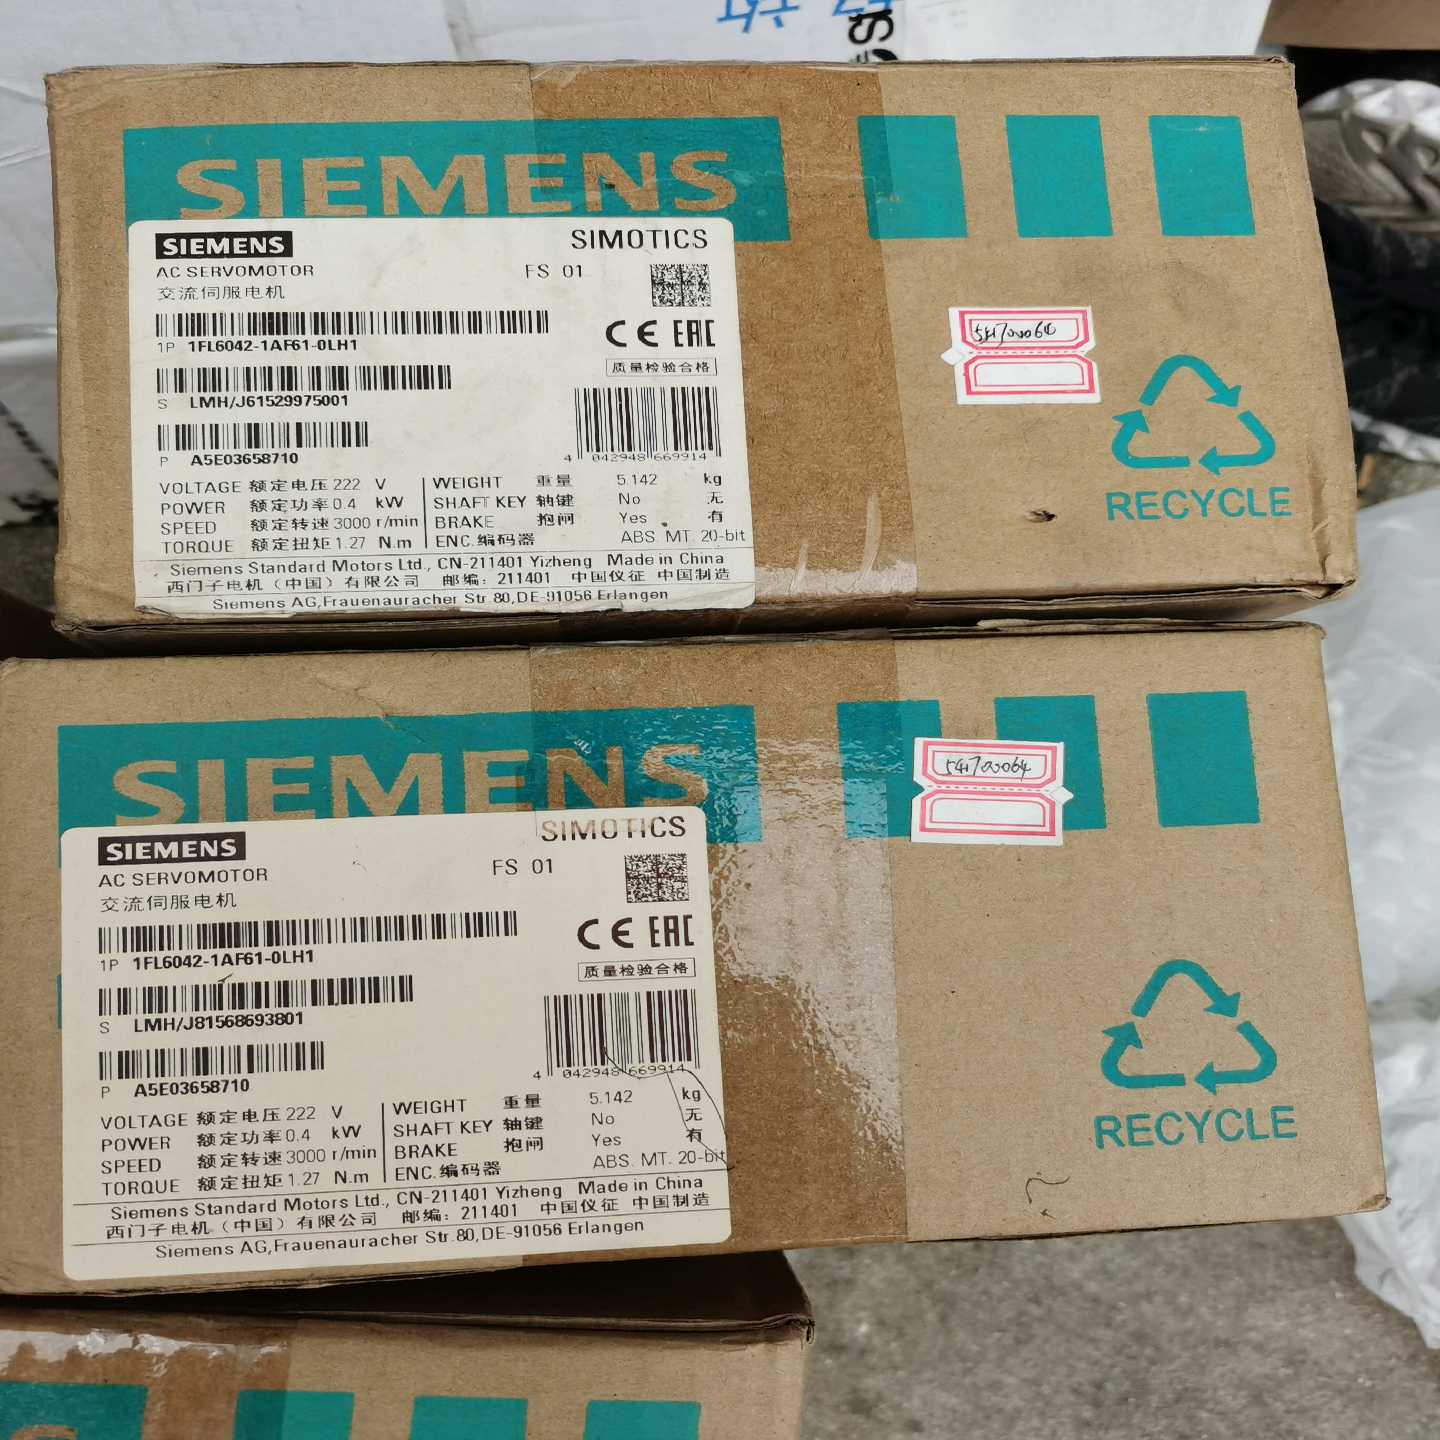 SIEMENS
SIEMENS SIMOTICS
AC SERVOMOTOR FS 01
交流伺服电机
1P 1FL6042-1AF61-0LH1
质量检验合格
S LMH/J61529975001
4 042948 669914
P A5E03658710
VOLTAGE 额定电压 222 V WEIGHT 重量 5.142 kg
POWER 额定功率 0.4 kW SHAFT KEY 轴键 No 无
SPEED 额定转速 3000 r/min BRAKE 抱闸 Yes 有
TORQUE 额定扭矩 1.27 N.m ENC.编码器 ABS. MT. 20-bit
Siemens Standard Motors Ltd., CN-211401 Yizheng Made in China
西门子电机（中国）有限公司 邮编：211401 中国仪征 中国制造
Siemens AG,Frauenauracher Str.80,DE-91056 Erlangen
RECYCLE
SIEMENS
541700064
SIEMENS SIMOTICS
AC SERVOMOTOR FS 01
交流伺服电机
1P 1FL6042-1AF61-0LH1
质量检验合格
S LMH/J81568693801
4 042948 669914
P A5E03658710
VOLTAGE 额定电压 222 V WEIGHT 重量 5.142 kg
POWER 额定功率 0.4 kW SHAFT KEY 轴键 No 无
SPEED 额定转速 3000 r/min BRAKE 抱闸 Yes 有
TORQUE 额定扭矩 1.27 N.m ENC.编码器 ABS. MT. 20-bit
Siemens Standard Motors Ltd., CN-211401 Yizheng Made in China
西门子电机（中国）有限公司 邮编：211401 中国仪征 中国制造
Siemens AG,Frauenauracher Str.80,DE-91056 Erlangen
RECYCLE